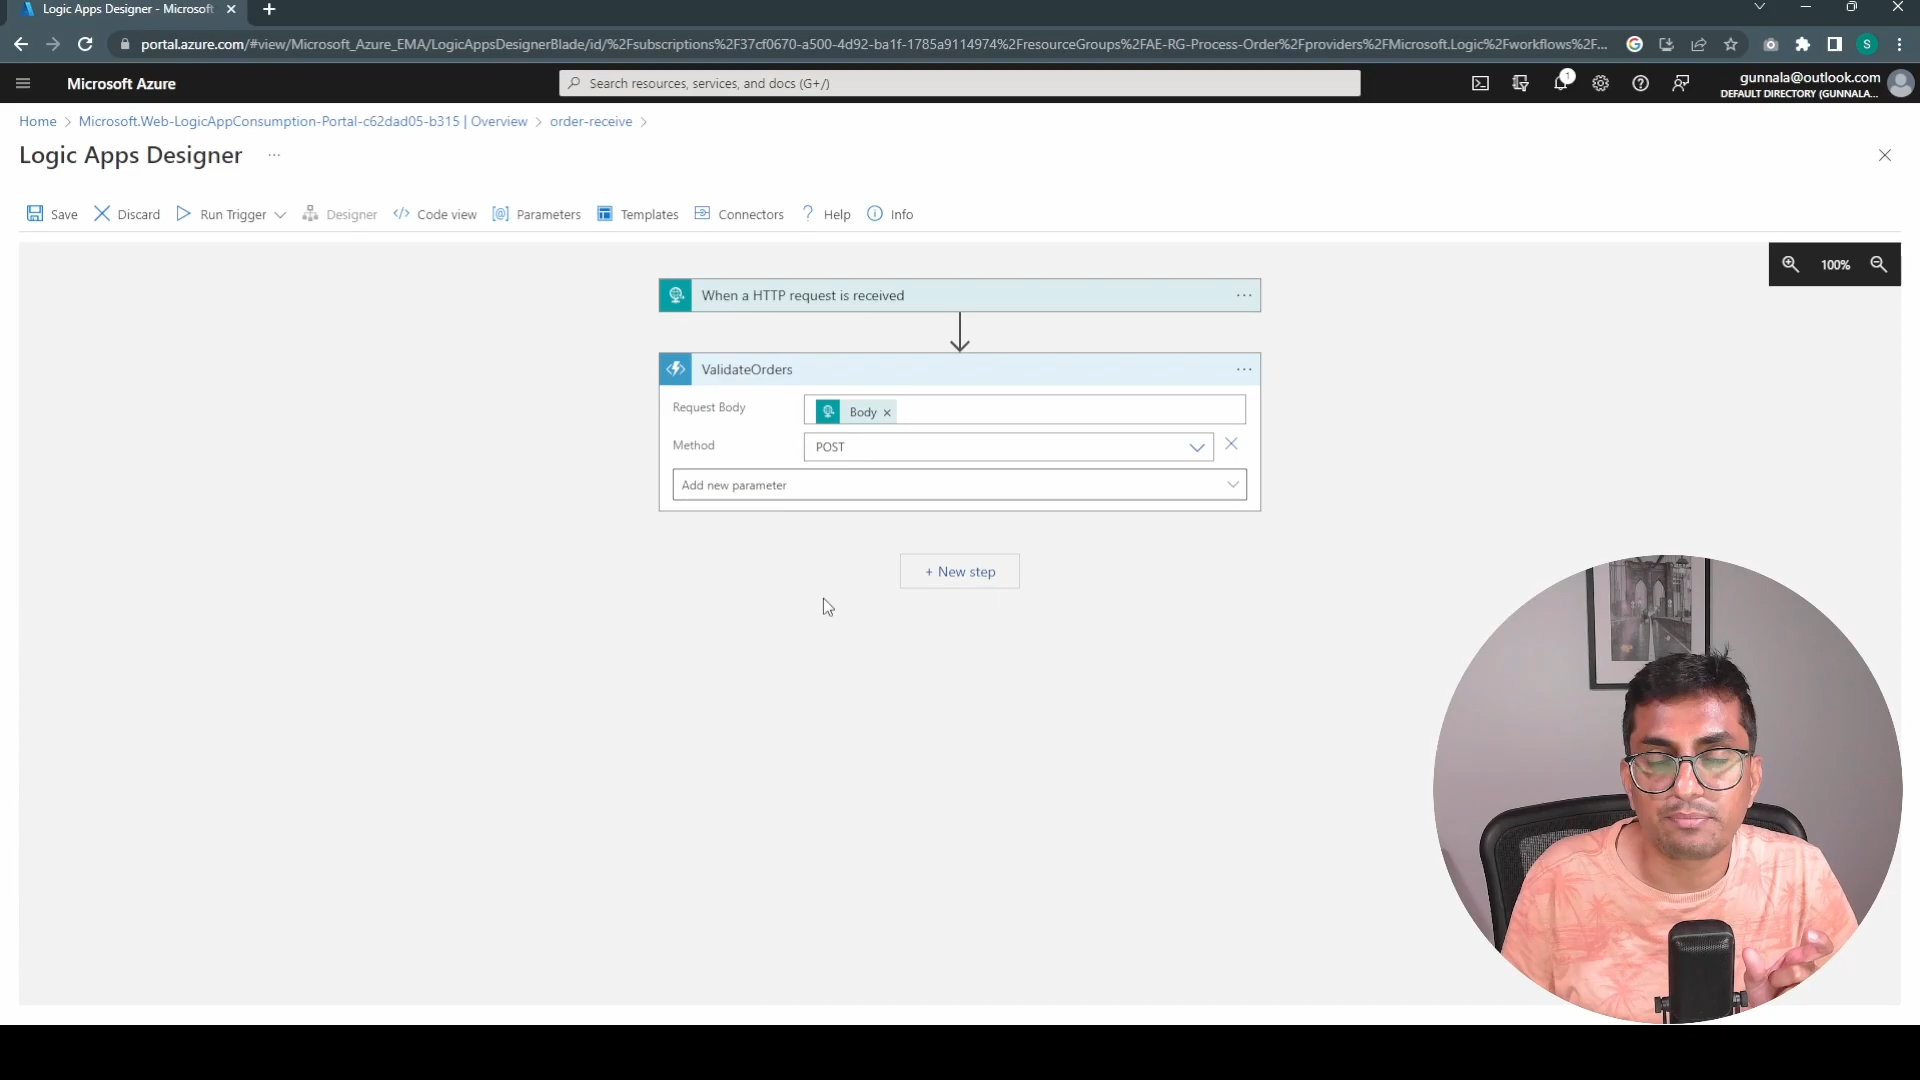 Logic Apps Designer - Microsoft
portal.azure.com/#view/Microsoft_Azure_EMA/LogicAppsDesignerBlade/id/%2Fsubscriptions%2F37cf0670-a500-4d92-ba1f-1785a9114974%2FresourceGroups%2FAE-RG-Process-Order%2Fproviders%2FMicrosoft.Logic%2Fworkflows%2F...
S
Microsoft Azure
Search resources, services, and docs (G+/)
1
gunnala@outlook.com
DEFAULT DIRECTORY (GUNNALA...
Home > Microsoft.Web-LogicAppConsumption-Portal-c62dad05-b315 | Overview > order-receive >
Logic Apps Designer ...
Save Discard Run Trigger Designer Code view Parameters Templates Connectors Help Info
100%
When a HTTP request is received
ValidateOrders
Request Body
Body
Method
POST
Add new parameter
+ New step